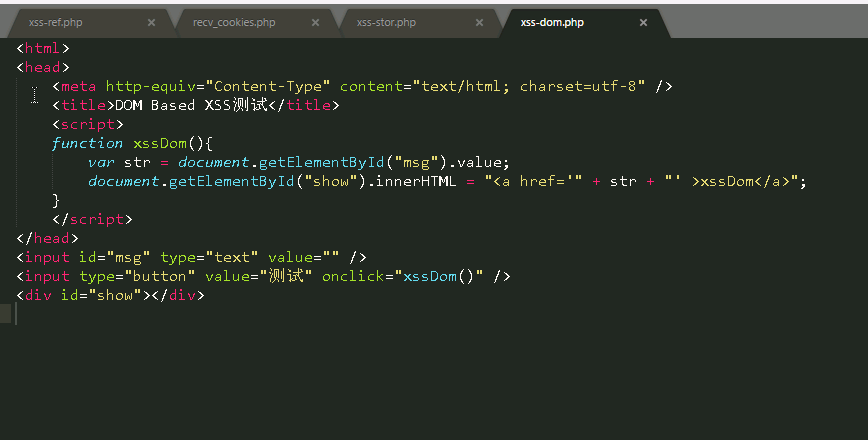 xss-ref.php × recv_cookies.php × xss-stor.php × xss-dom.php ×
<html>
<head>
<meta http-equiv="Content-Type" content="text/html; charset=utf-8" />
<title>DOM Based XSS测试</title>
<script>
function xssDom(){
var str = document.getElementById("msg").value;
document.getElementById("show").innerHTML = "<a href='" + str + "' >xssDom</a>";
}
</script>
</head>
<input id="msg" type="text" value="" />
<input type="button" value="测试" onclick="xssDom()" />
<div id="show"></div>